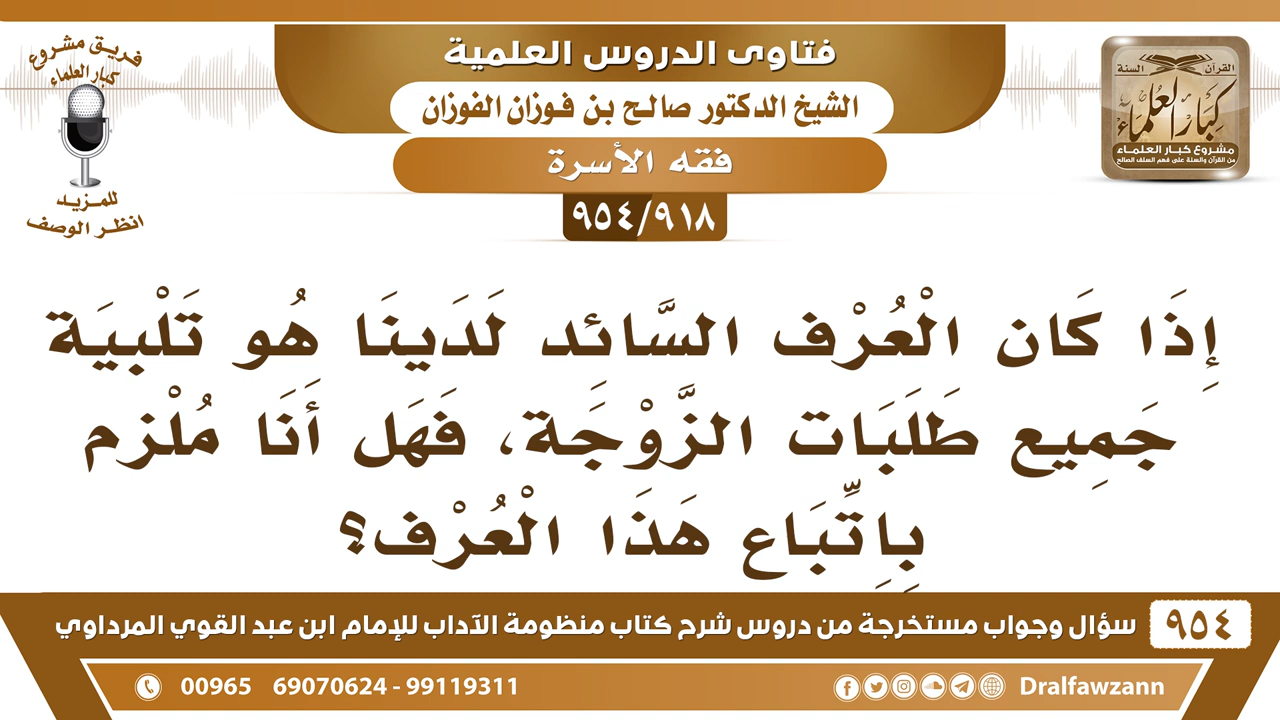 فريق مشروع
كبار العلماء
للمزيد
انظر الوصف
فتاوى الدروس العلمية
الشيخ الدكتور صالح بن فوزان الفوزان
فقه الأسرة
٩٥٤/٩١٨
القرآن السنة
كبار العلماء
مشروع كبار العلماء
من القرآن والسنة على فهم السلف الصالح
إِذَا كَان الْعُرْف السَّائد لَدَينَا هُو تَلْبِيَة
جَمِيع طَلَبَات الزَّوْجَة، فَهَل أَنَا مُلْزم
بِاِتِّبَاع هَذَا الْعُرْف؟
٩٥٤ سؤال وجواب مستخرجة من دروس شرح كتاب منظومة الآداب للإمام ابن عبد القوي المرداوي
00965 69070624 - 99119311
Dralfawzann